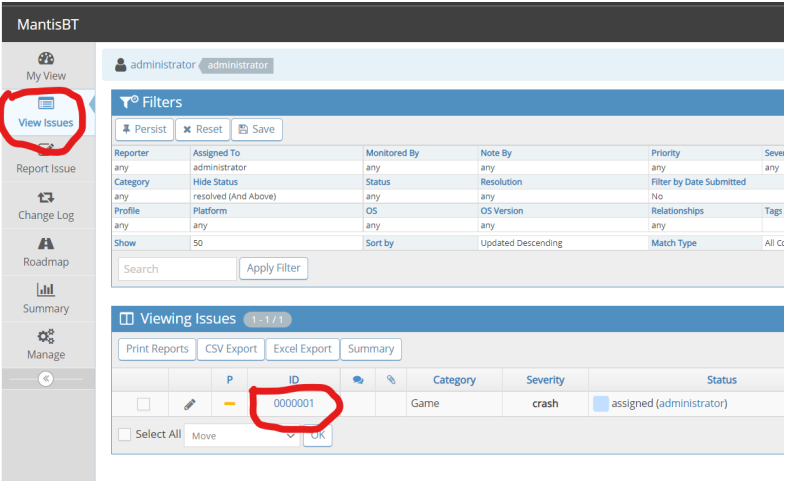 MantisBT
My View
View Issues
Report Issue
Change Log
Roadmap
Summary
Manage
administrator administrator
Filters
Persist Reset Save
Reporter Assigned To Monitored By Note By Priority
any administrator any any any any
Category Hide Status Status Resolution Filter by Date Submitted
any resolved (And Above) any any No
Profile Platform OS OS Version Relationships Tags
any any any any any
Show 50 Sort by Updated Descending Match Type All
Search Apply Filter
Viewing Issues 1 - 1 / 1
Print Reports CSV Export Excel Export Summary
P ID Category Severity Status
0000001 Game crash assigned (administrator)
Select All Move OK